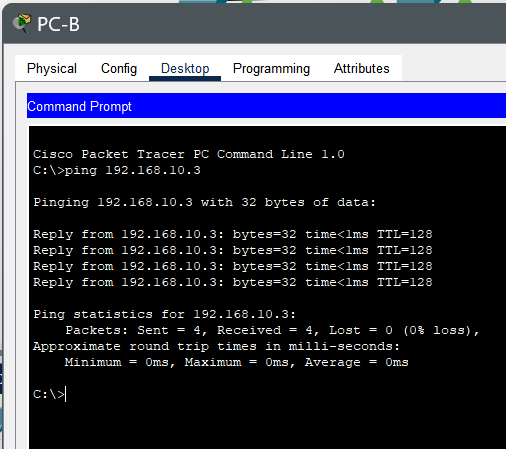 PC-B
Physical Config Desktop Programming Attributes
Command Prompt
Cisco Packet Tracer PC Command Line 1.0
C:\>ping 192.168.10.3
Pinging 192.168.10.3 with 32 bytes of data:
Reply from 192.168.10.3: bytes=32 time<1ms TTL=128
Reply from 192.168.10.3: bytes=32 time<1ms TTL=128
Reply from 192.168.10.3: bytes=32 time<1ms TTL=128
Reply from 192.168.10.3: bytes=32 time<1ms TTL=128
Ping statistics for 192.168.10.3:
Packets: Sent = 4, Received = 4, Lost = 0 (0% loss),
Approximate round trip times in milli-seconds:
Minimum = 0ms, Maximum = 0ms, Average = 0ms
C:\>